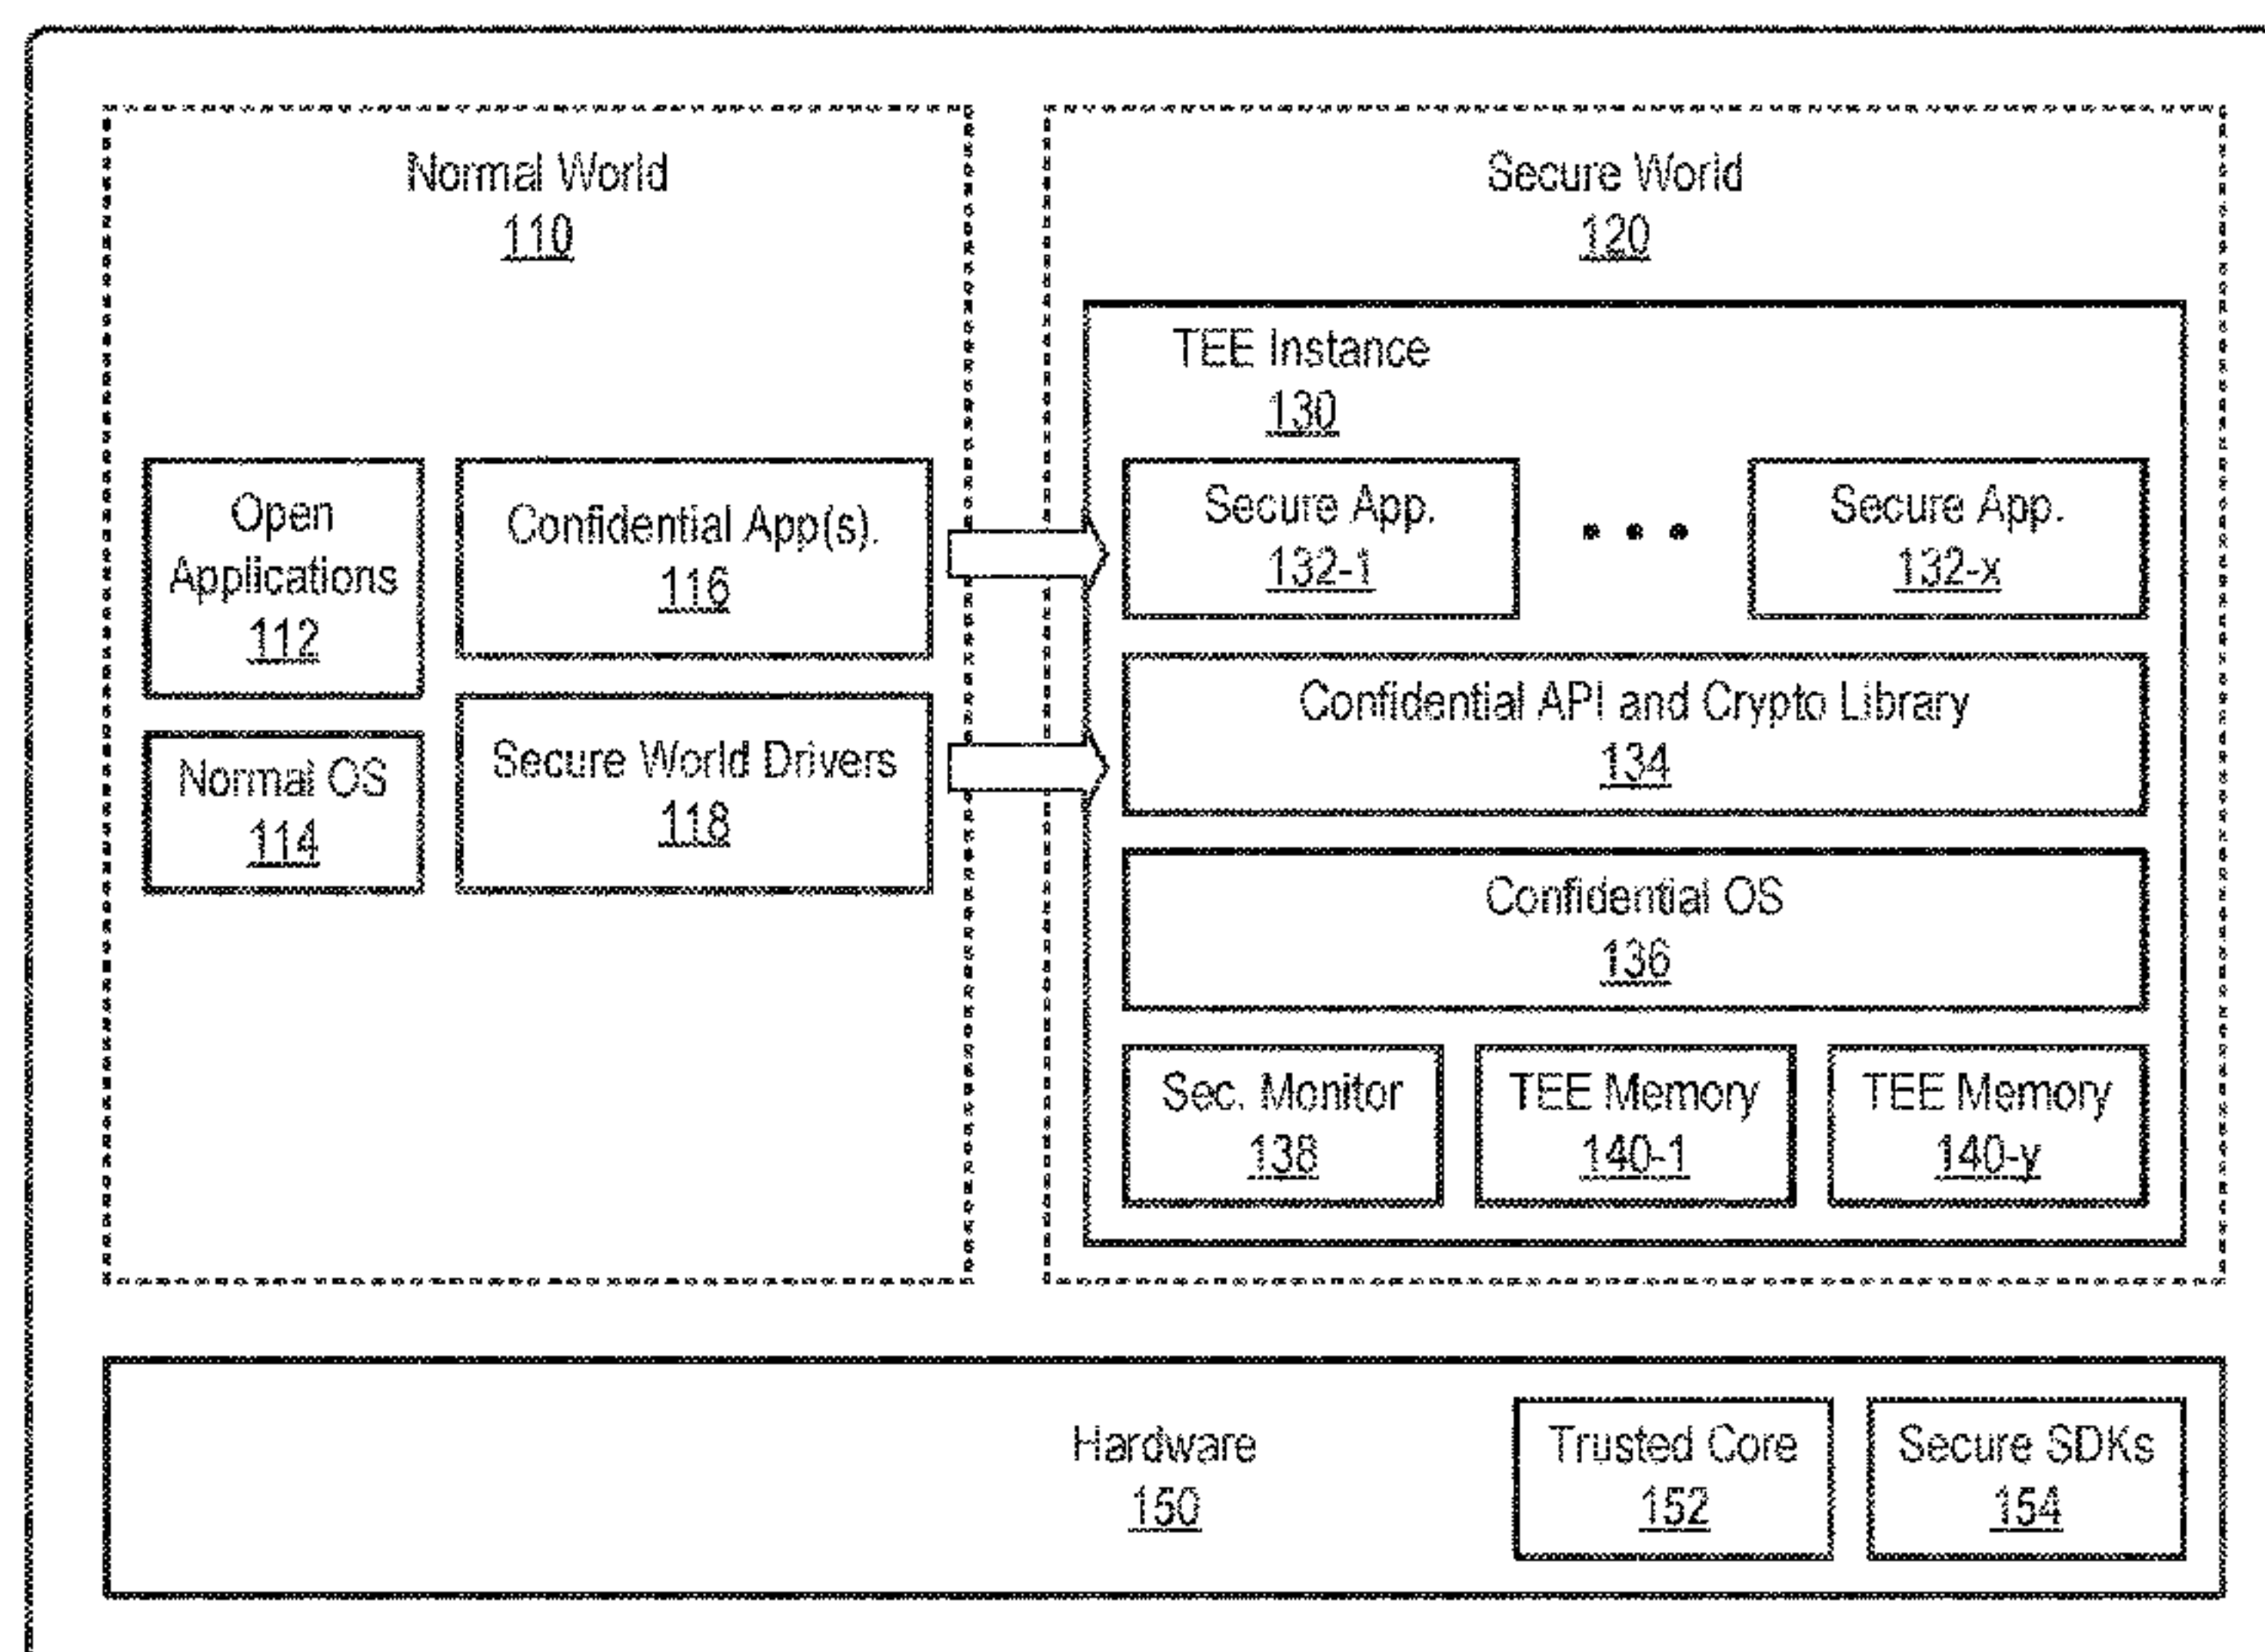 Normal World
110
Open
Applications
112
Confidential App(s).
116
Normal OS
114
Secure World Drivers
118
Secure World
120
TEE Instance
130
Secure App.
132-1
• • •
Secure App.
132-x
Confidential API and Crypto Library
134
Confidential OS
136
Sec. Monitor
138
TEE Memory
140-1
TEE Memory
140-y
Hardware
150
Trusted Core
152
Secure SDKs
154